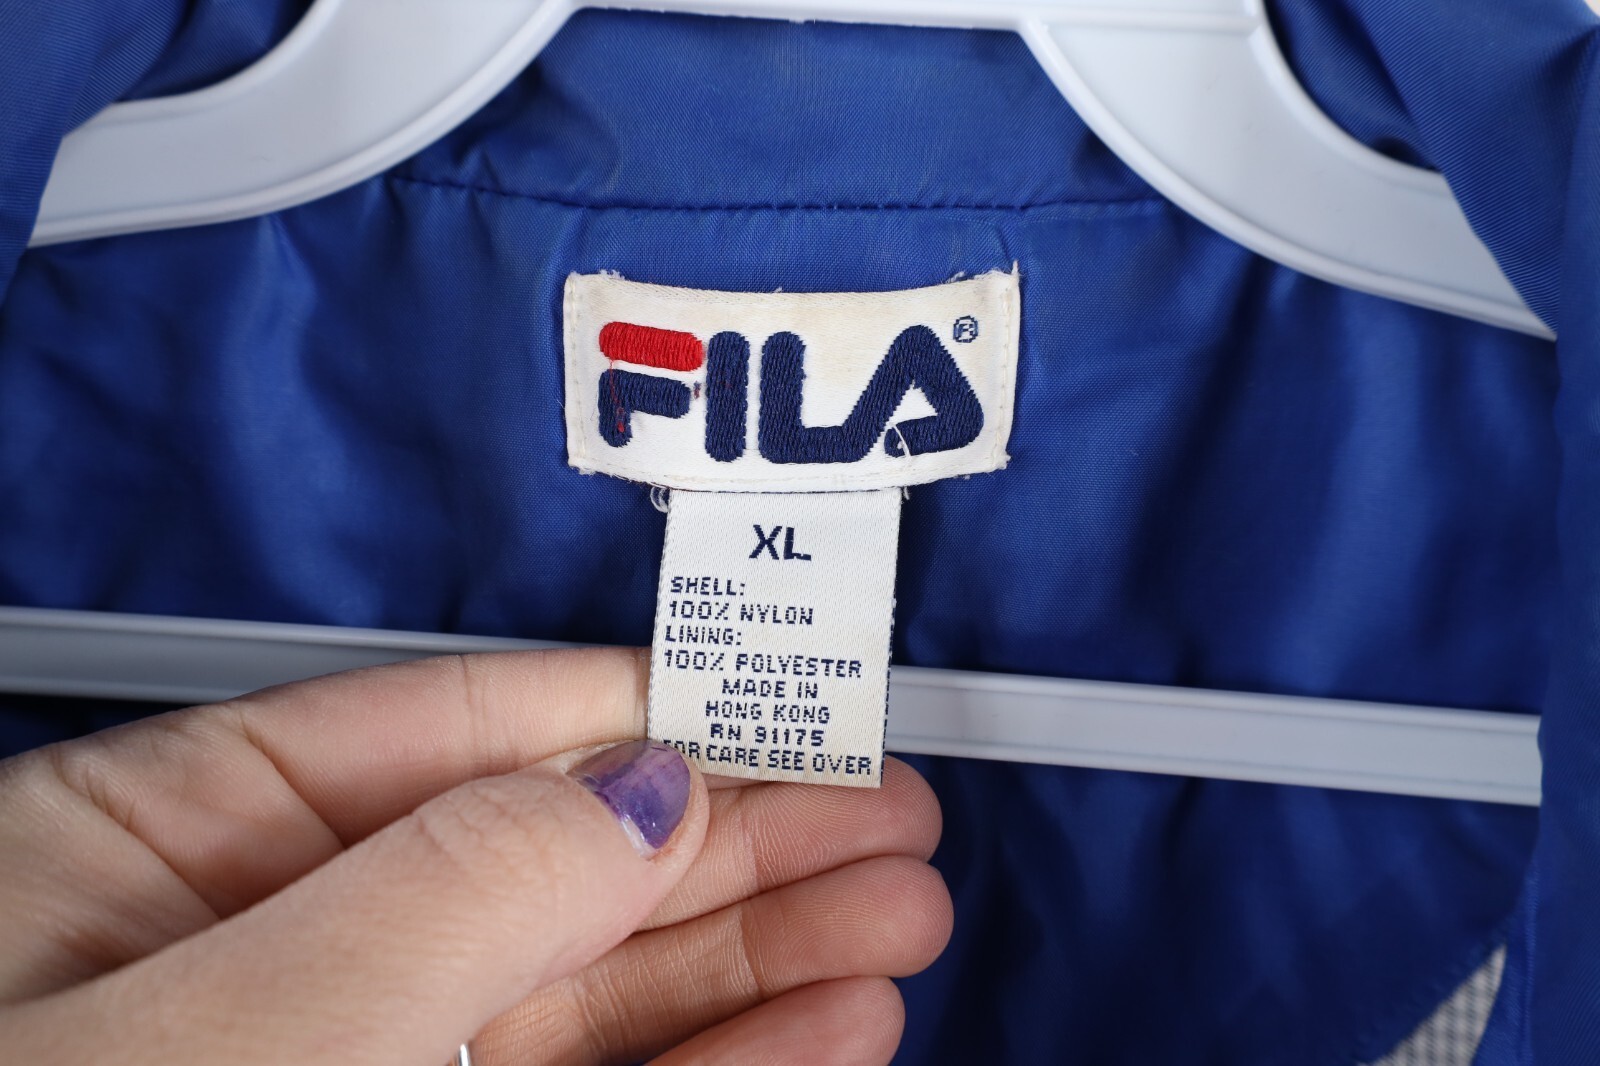 FILA®
XL
SHELL:
100% NYLON
LINING:
100% POLYESTER
MADE IN
HONG KONG
RN 91175
FOR CARE SEE OVER